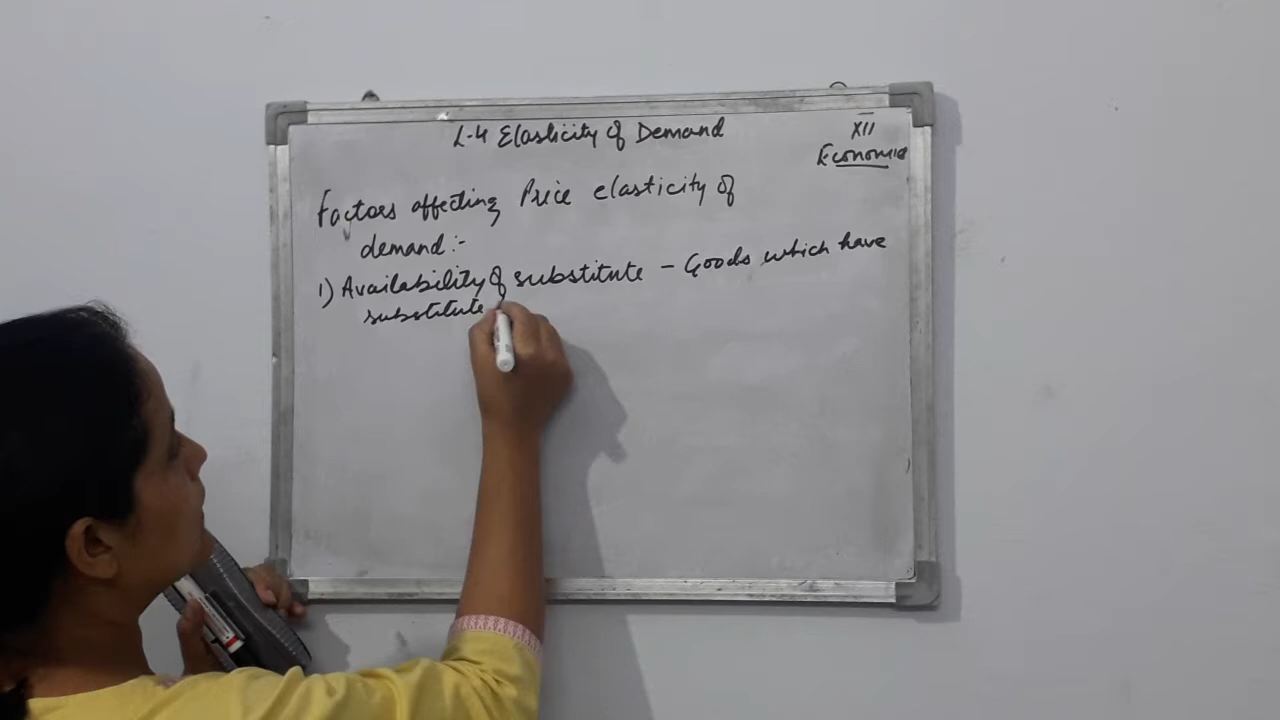 L-4 Elasticity of Demand
XII
Economics
Factors affecting Price elasticity of
demand :-
1) Availability of substitute - Goods which have
substitute